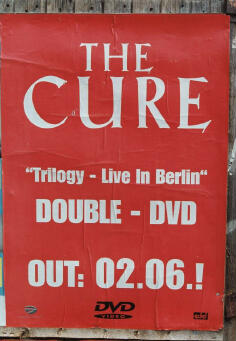 THE
CURE
"Trilogy - Live In Berlin"
DOUBLE - DVD
OUT: 02.06.!
DVD
VIDEO